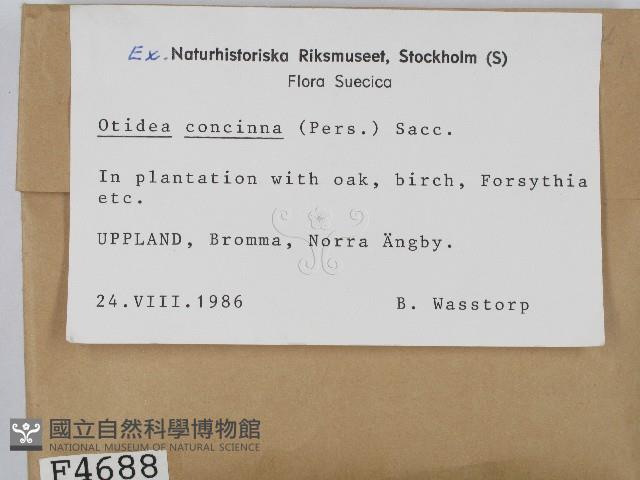 Ex. Naturhistoriska Riksmuseet, Stockholm (S)
Flora Suecica
Otidea concinna (Pers.) Sacc.
In plantation with oak, birch, Forsythia
etc.
UPPLAND, Bromma, Norra Ängby.
24.VIII.1986 B. Wasstorp
國立自然科學博物館
NATIONAL MUSEUM OF NATURAL SCIENCE
F4688